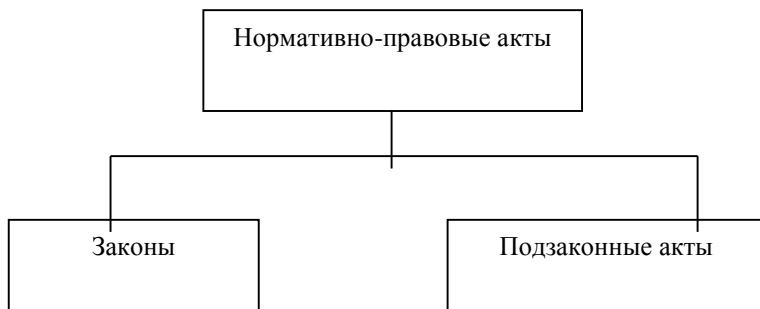 Нормативно-правовые акты
Законы
Подзаконные акты